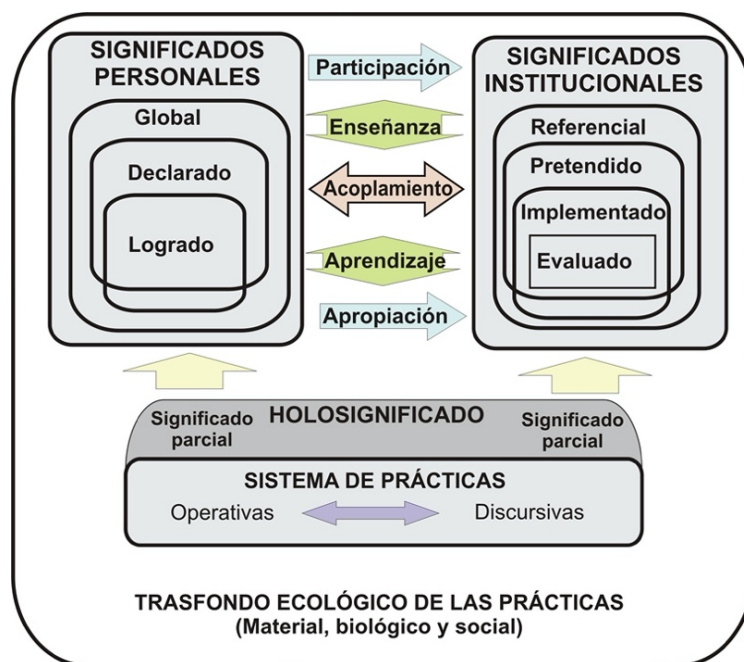 SIGNIFICADOS
PERSONALES
Global
Declarado
Logrado
Participación
Enseñanza
Acoplamiento
Aprendizaje
Apropiación
SIGNIFICADOS
INSTITUCIONALES
Referencial
Pretendido
Implementado
Evaluado
Significado
parcial
HOLOSIGNIFICADO
Significado
parcial
SISTEMA DE PRÁCTICAS
Operativas
Discursivas
TRASFONDO ECOLÓGICO DE LAS PRÁCTICAS
(Material, biológico y social)